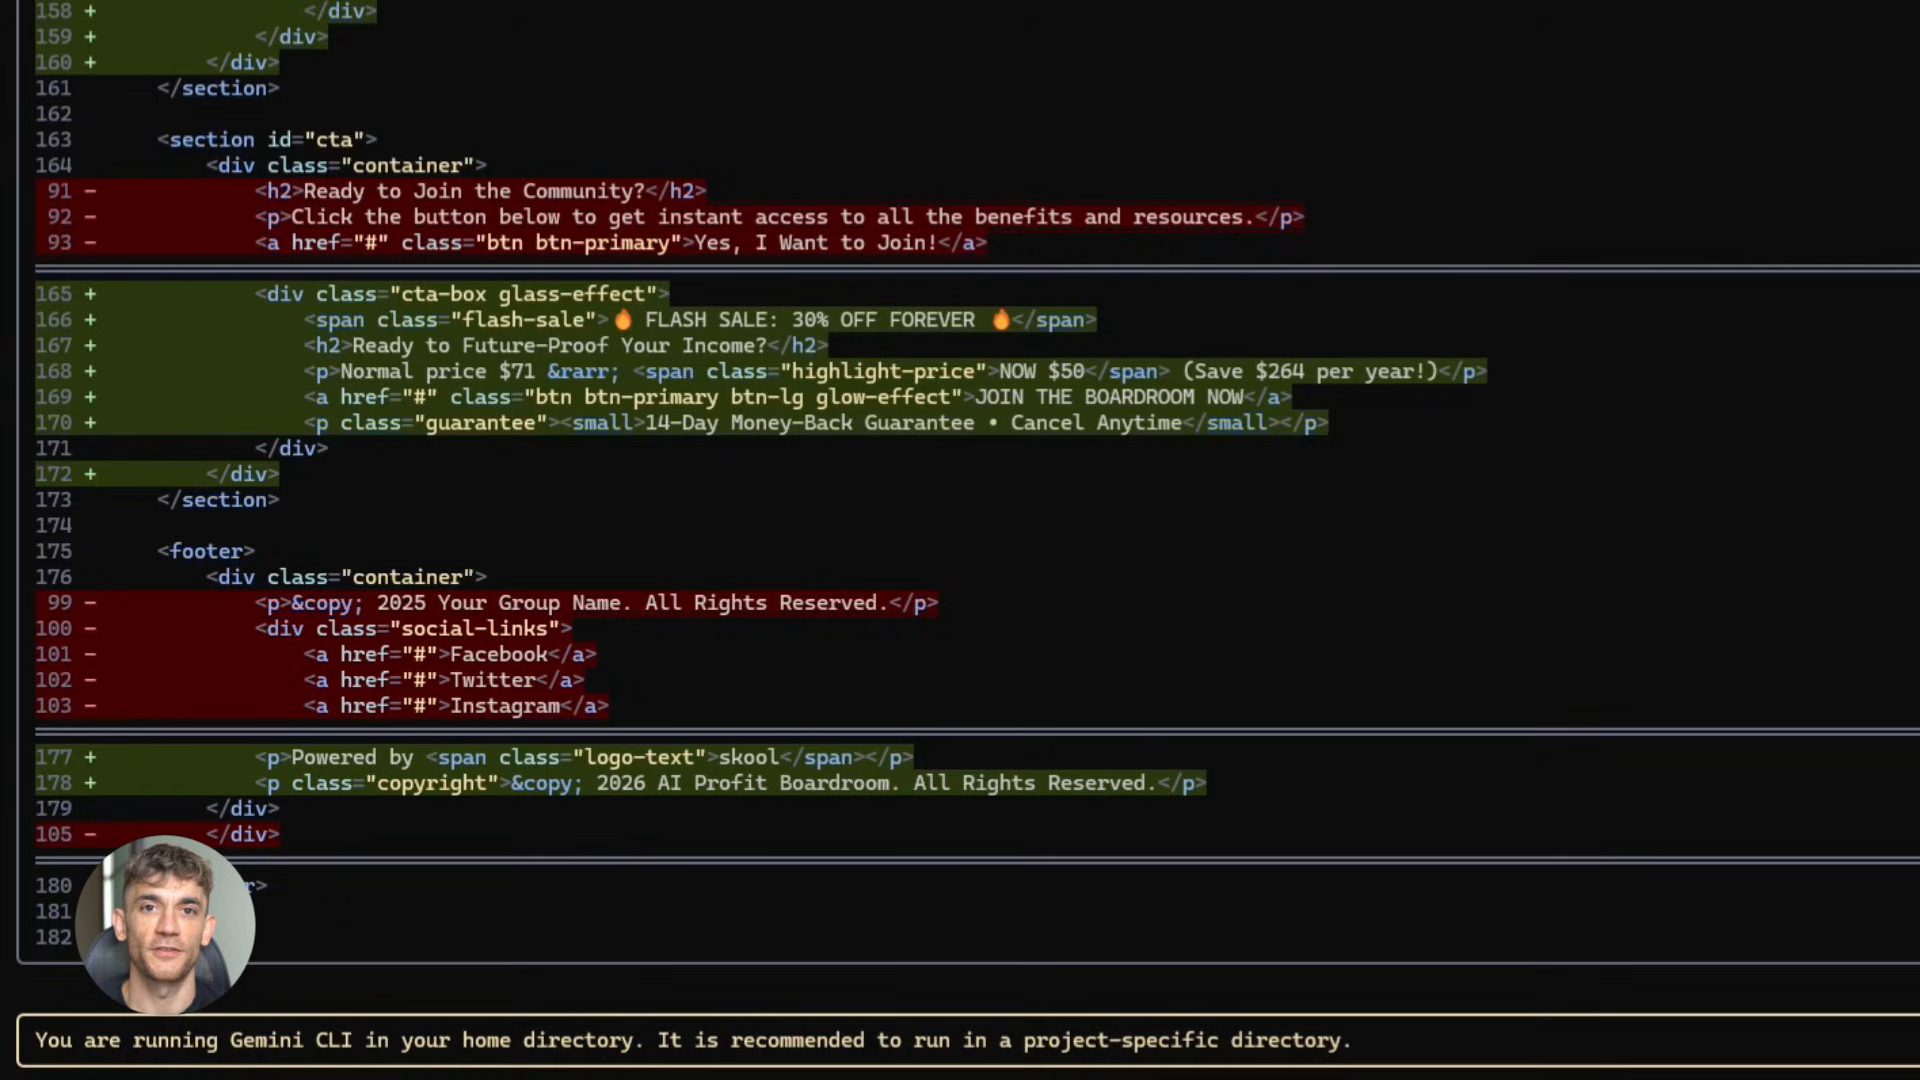 158 +                 </div>
159 +             </div>
160 +         </div>
161       </section>
162
163       <section id="cta">
164           <div class="container">
91 -              <h2>Ready to Join the Community?</h2>
92 -              <p>Click the button below to get instant access to all the benefits and resources.</p>
93 -              <a href="#" class="btn btn-primary">Yes, I Want to Join!</a>
165 +             <div class="cta-box glass-effect">
166 +                 <span class="flash-sale">🔥 FLASH SALE: 30% OFF FOREVER 🔥</span>
167 +                 <h2>Ready to Future-Proof Your Income?</h2>
168 +                 <p>Normal price $71 &rarr; <span class="highlight-price">NOW $50</span> (Save $264 per year!)</p>
169 +                 <a href="#" class="btn btn-primary btn-lg glow-effect">JOIN THE BOARDROOM NOW</a>
170 +                 <p class="guarantee"><small>14-Day Money-Back Guarantee • Cancel Anytime</small></p>
171               </div>
172 +         </div>
173       </section>
174
175       <footer>
176           <div class="container">
99 -              <p>&copy; 2025 Your Group Name. All Rights Reserved.</p>
100 -             <div class="social-links">
101 -                 <a href="#">Facebook</a>
102 -                 <a href="#">Twitter</a>
103 -                 <a href="#">Instagram</a>
177 +             <p>Powered by <span class="logo-text">skool</span></p>
178 +             <p class="copyright">&copy; 2026 AI Profit Boardroom. All Rights Reserved.</p>
179           </div>
105 -         </div>
180 r>
181
182
You are running Gemini CLI in your home directory. It is recommended to run in a project-specific directory.